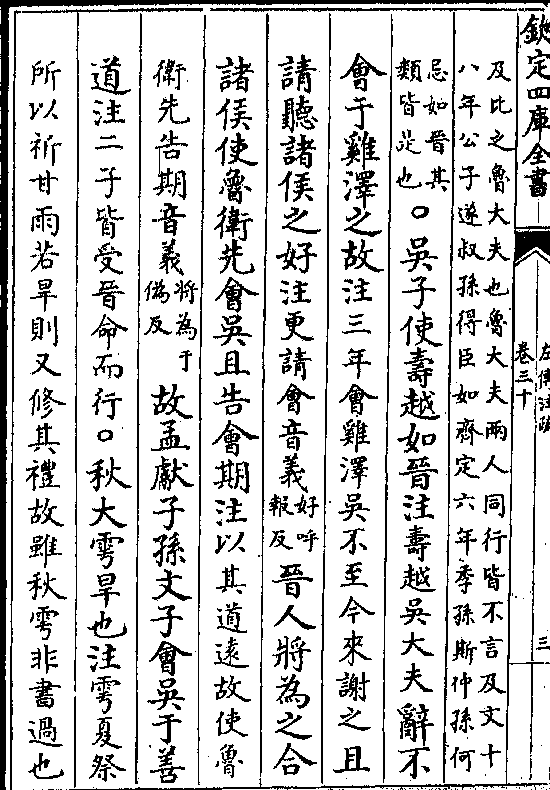 欽定四庫全書
左傳注疏
卷三十
三
及比之魯大夫也魯大夫兩人同行皆不言及文十
八年公子遂叔孫得臣如齊定六年季孫斯仲孫何
忌如晉其
類皆是也
○吳子使壽越如晉注壽越吳大夫辭不
會于雞澤之故注三年會雞澤吳不至今來謝之且
請聽諸侯之好注更請會音義
好呼
報反
晉人將為之合
諸侯使魯衛先會吳且告會期注以其道遠故使魯
衛先告期音義
將為于
偽反
故孟獻子孫文子會吳于善
道注二子皆受晉命而行○秋大雩旱也注雩夏祭
所以祈甘雨若旱則又修其禮故雖秋雩非書過也